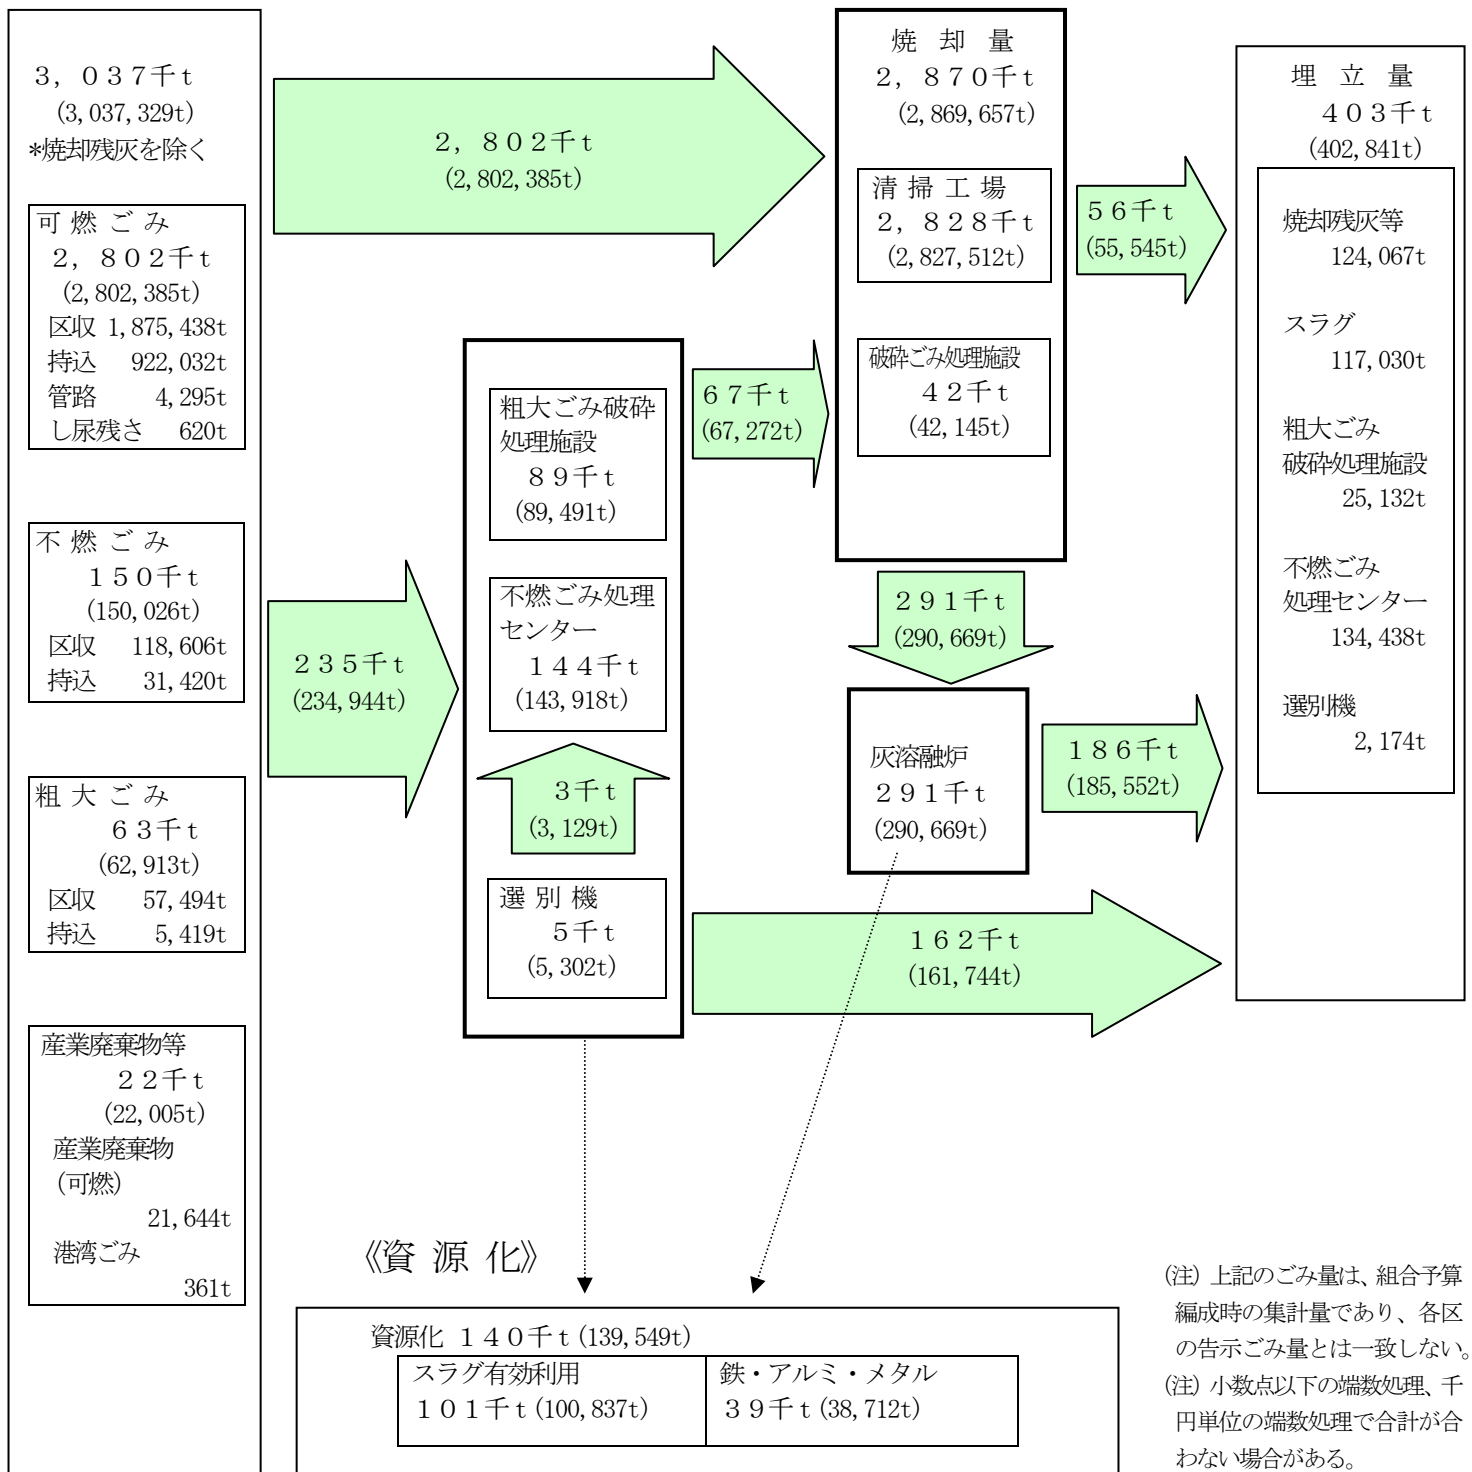 ３，０３７千ｔ
(3,037,329t)
*焼却残灰を除く
可 燃 ご み
２，８０２千ｔ
(2,802,385t)
区収 1,875,438t
持込 922,032t
管路 4,295t
し尿残さ 620t
不 燃 ご み
１５０千ｔ
(150,026t)
区収 118,606t
持込 31,420t
粗 大 ご み
６３千ｔ
(62,913t)
区収 57,494t
持込 5,419t
産業廃棄物等
２２千ｔ
(22,005t)
産業廃棄物
(可燃)
21,644t
港湾ごみ
361t
２，８０２千ｔ
(2,802,385t)
２３５千ｔ
(234,944t)
粗大ごみ破砕
処理施設
８９千ｔ
(89,491t)
不燃ごみ処理
センター
１４４千ｔ
(143,918t)
３千ｔ
(3,129t)
選 別 機
５千ｔ
(5,302t)
６７千ｔ
(67,272t)
焼 却 量
２，８７０千ｔ
(2,869,657t)
清 掃 工 場
２，８２８千ｔ
(2,827,512t)
破砕ごみ処理施設
４２千ｔ
(42,145t)
２９１千ｔ
(290,669t)
灰溶融炉
２９１千ｔ
(290,669t)
５６千ｔ
(55,545t)
１８６千ｔ
(185,552t)
１６２千ｔ
(161,744t)
埋 立 量
４０３千ｔ
(402,841t)
焼却残灰等
124,067t
スラグ
117,030t
粗大ごみ
破砕処理施設
25,132t
不燃ごみ
処理センター
134,438t
選別機
2,174t
《資 源 化》
資源化 １４０千ｔ(139,549t)
スラグ有効利用
１０１千ｔ(100,837t)
鉄・アルミ・メタル
３９千ｔ(38,712t)
(注) 上記のごみ量は、組合予算
編成時の集計量であり、各区
の告示ごみ量とは一致しない。
(注) 小数点以下の端数処理、千
円単位の端数処理で合計が合
わない場合がある。